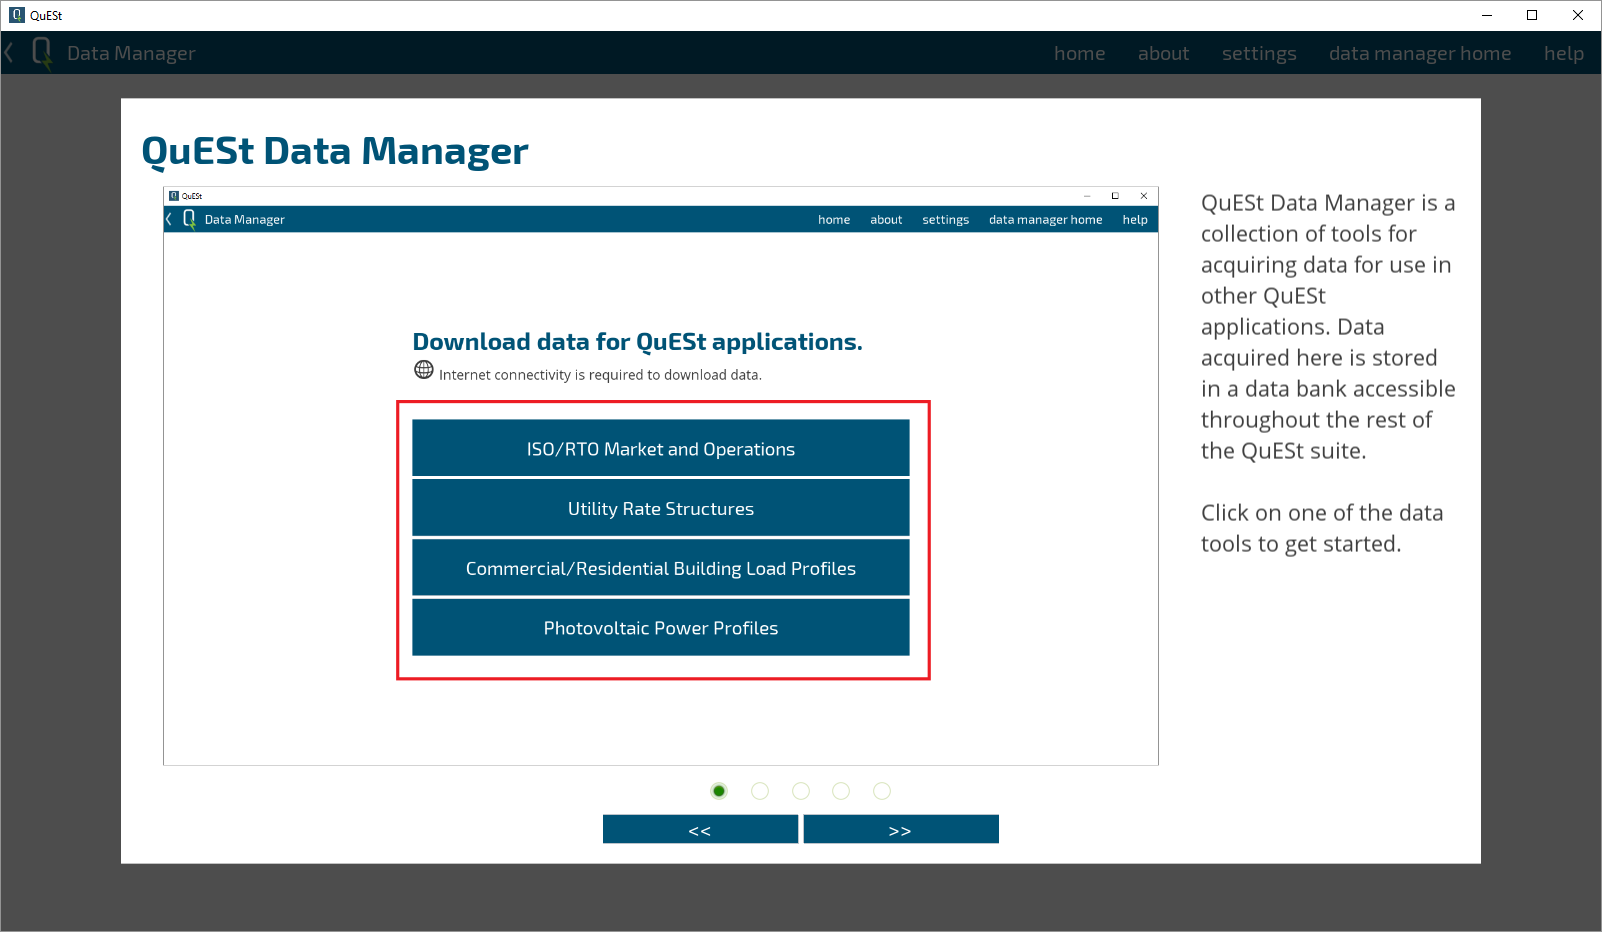 QuESt
Data Manager
home about settings data manager home help
QuESt Data Manager
QuESt
Data Manager
home about settings data manager home help
Download data for QuESt applications.
Internet connectivity is required to download data.
ISO/RTO Market and Operations
Utility Rate Structures
Commercial/Residential Building Load Profiles
Photovoltaic Power Profiles
QuESt Data Manager is a
collection of tools for
acquiring data for use in
other QuESt
applications. Data
acquired here is stored
in a data bank accessible
throughout the rest of
the QuESt suite.
Click on one of the data
tools to get started.
<< >>